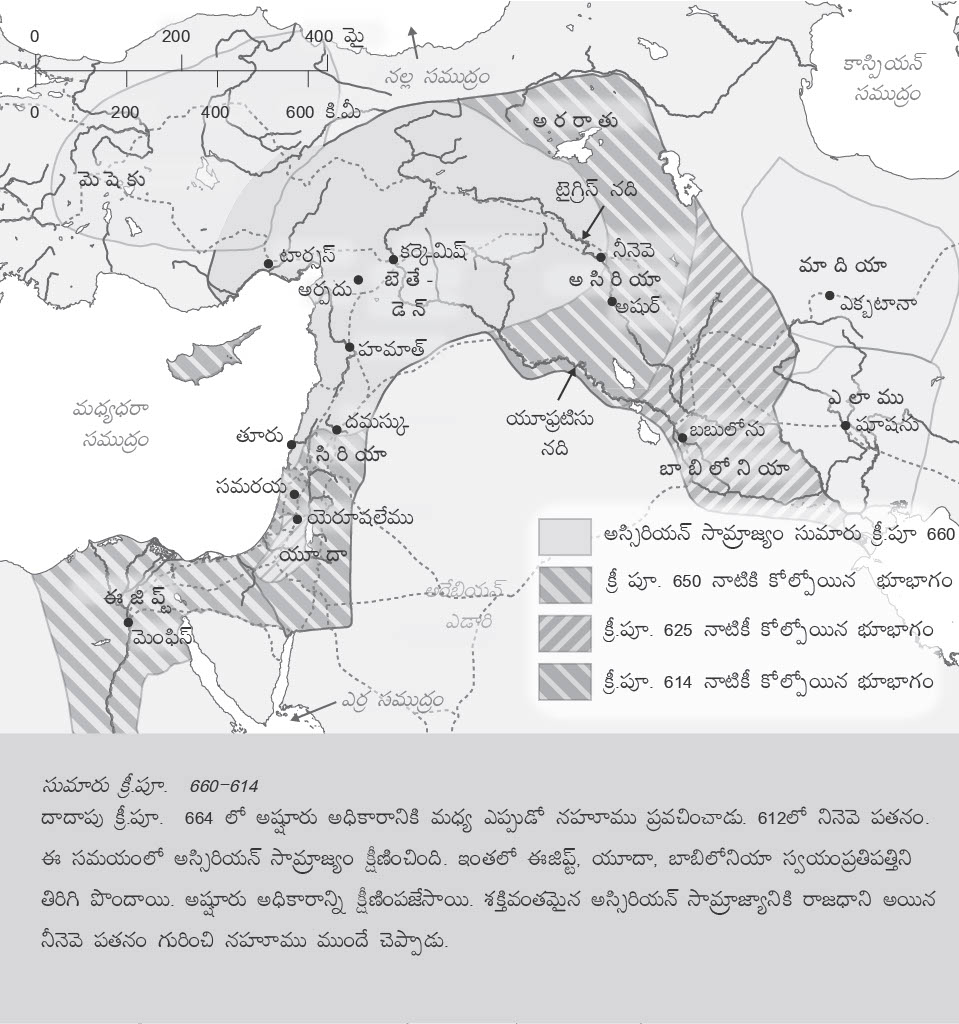 0 200 400 మై
0 200 400 600 కి.మీ
నల్ల సముద్రం
కాస్పియన్
సముద్రం
అ ర రా తు
మె షె కు
టైగ్రిస్ నది
టార్సస్
కర్కెమిష్
నీనెవె
అ సి రి యా
మా ది యా
అర్పదు
బె తే -
డె న్
అషుర్
ఎక్బటానా
హమాత్
మధ్యధరా
సముద్రం
యూఫ్రటిసు
నది
ఎ లా ము
షూషను
దమస్కు
తూరు
సి రి యా
బబులోను
బా బి లో ని యా
సమరయ
యెరూషలేము
యూ దా
అరేబియన్
ఎడారి
ఈ జి ప్ట్
మెంఫిస్
ఎర్ర సముద్రం
అస్సిరియన్ సామ్రాజ్యం సుమారు క్రీ.పూ 660
క్రీ పూ. 650 నాటికి కోల్పోయిన భూభాగం
క్రీ.పూ. 625 నాటికీ కోల్పోయిన భూభాగం
క్రీ.పూ. 614 నాటికీ కోల్పోయిన భూభాగం
సుమారు క్రీ.పూ. 660-614
దాదాపు క్రీ.పూ. 664 లో అష్షూరు అధికారానికి మధ్య ఎప్పుడో నహూము ప్రవచించాడు. 612లో నినెవె పతనం.
ఈ సమయంలో అస్సిరియన్ సామ్రాజ్యం క్షీణించింది. ఇంతలో ఈజిప్ట్, యూదా, బాబిలోనియా స్వయంప్రతిపత్తిని
తిరిగి పొందాయి. అష్షూరు అధికారాన్ని క్షీణింపజేసాయి. శక్తివంతమైన అస్సిరియన్ సామ్రాజ్యానికి రాజధాని అయిన
నీనెవె పతనం గురించి నహూము ముందే చెప్పాడు.